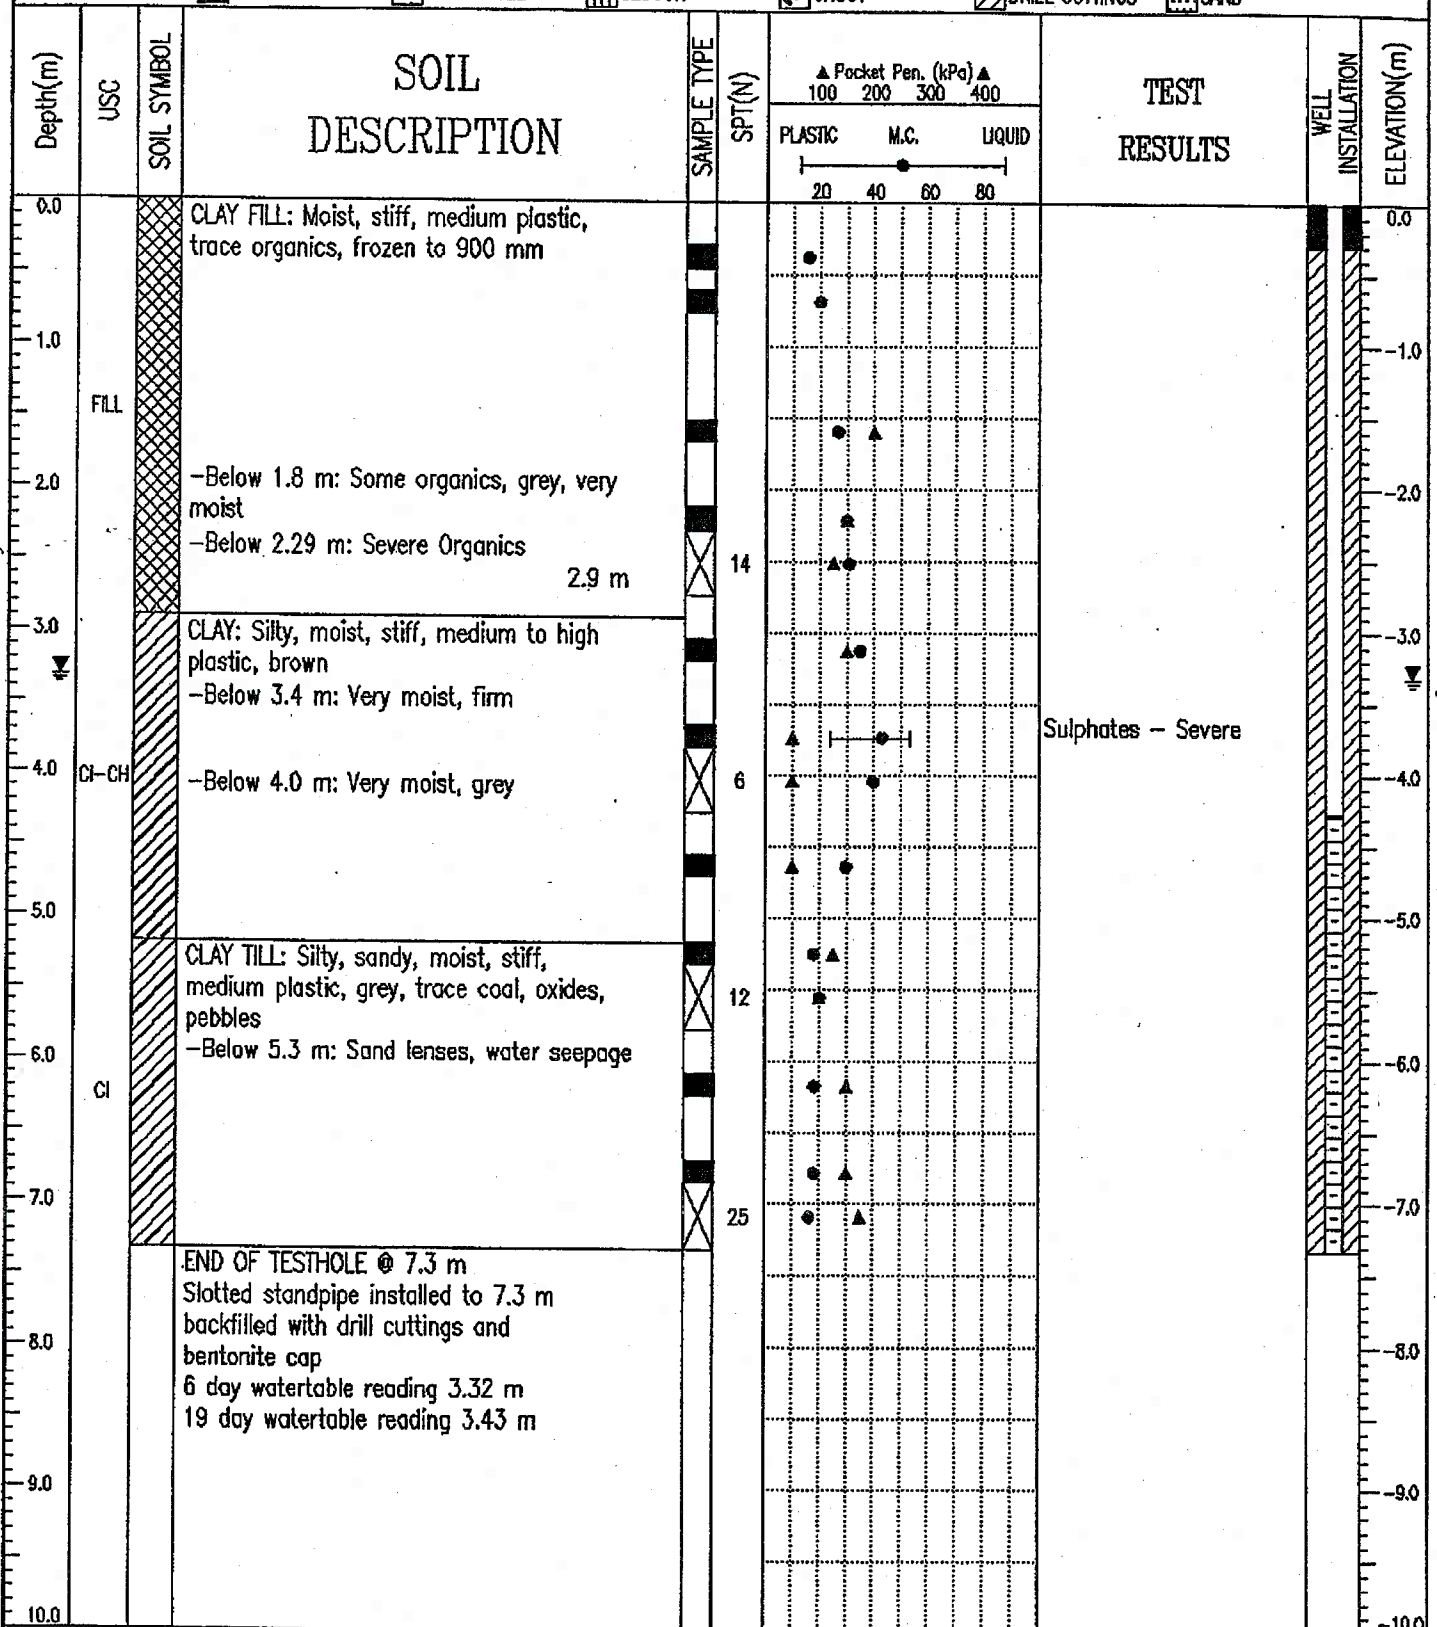 SAND
Depth(m)
USC
SOIL SYMBOL
SOIL
DESCRIPTION
SAMPLE TYPE
SPT(N)
▲ Pocket Pen. (kPa) ▲
100 200 300 400
PLASTIC M.C. LIQUID
20 40 60 80
TEST
RESULTS
WELL
INSTALLATION
ELEVATION(m)
0.0
CLAY FILL: Moist, stiff, medium plastic,
trace organics, frozen to 900 mm
0.0
1.0
-1.0
FILL
2.0
-Below 1.8 m: Some organics, grey, very
moist
-2.0
-Below 2.29 m: Severe Organics
14
2.9 m
3.0
CLAY: Silty, moist, stiff, medium to high
plastic, brown
-3.0
-Below 3.4 m: Very moist, firm
Sulphates - Severe
4.0
CI-CH
-Below 4.0 m: Very moist, grey
6
-4.0
5.0
-5.0
CLAY TILL: Silty, sandy, moist, stiff,
medium plastic, grey, trace coal, oxides,
pebbles
12
-Below 5.3 m: Sand lenses, water seepage
6.0
-6.0
CI
7.0
-7.0
25
END OF TESTHOLE @ 7.3 m
Slotted standpipe installed to 7.3 m
backfilled with drill cuttings and
bentonite cap
8.0
-8.0
6 day watertable reading 3.32 m
19 day watertable reading 3.43 m
9.0
-9.0
10.0
-10.0